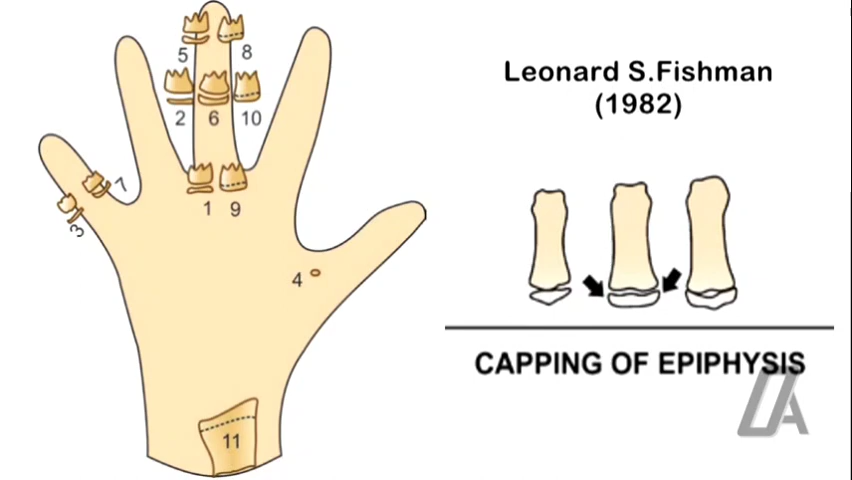 5 8
2 6 10
7
1 9
3
4
11
Leonard S.Fishman
(1982)
CAPPING OF EPIPHYSIS